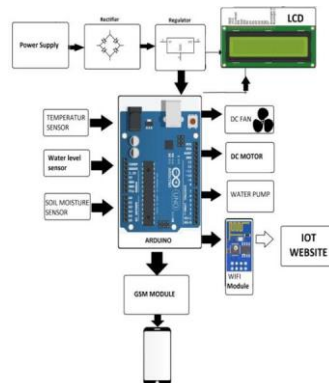 Rectifier
Regulator
LCD
Power Supply
TEMPERATUR
SENSOR
DC FAN
Water level
sensor
DC MOTOR
SOIL MOISTURE
SENSOR
WATER PUMP
ARDUINO
WIFI
Module
IOT
WEBSITE
GSM MODULE